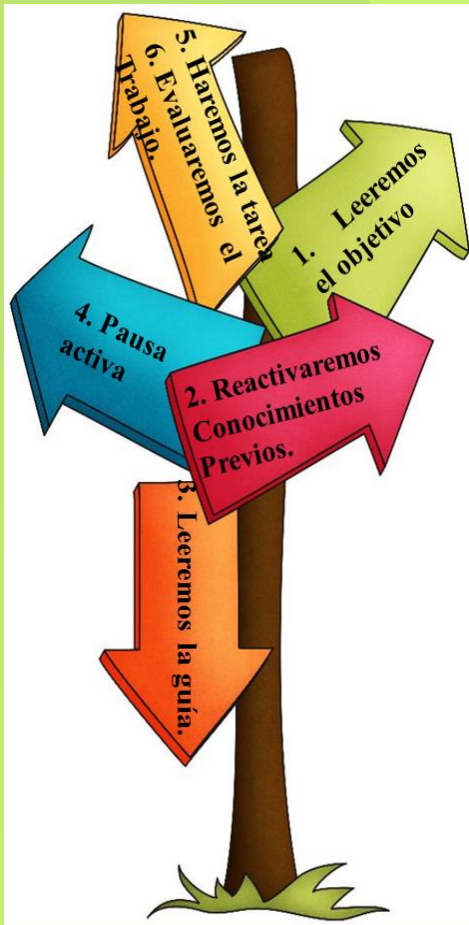 1. Leeremos
el objetivo
2. Reactivaremos
Conocimientos
Previos.
3. Leeremos la guía.
4. Pausa
activa
5. Haremos la tarea
6. Evaluaremos el
Trabajo.